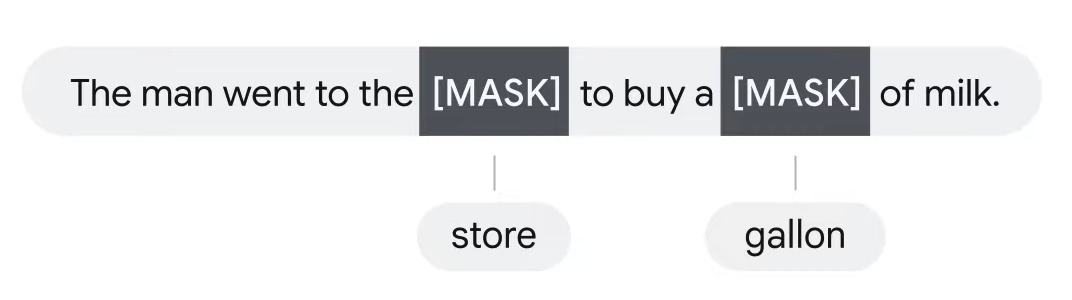 The man went to the [MASK] to buy a [MASK] of milk.
store
gallon